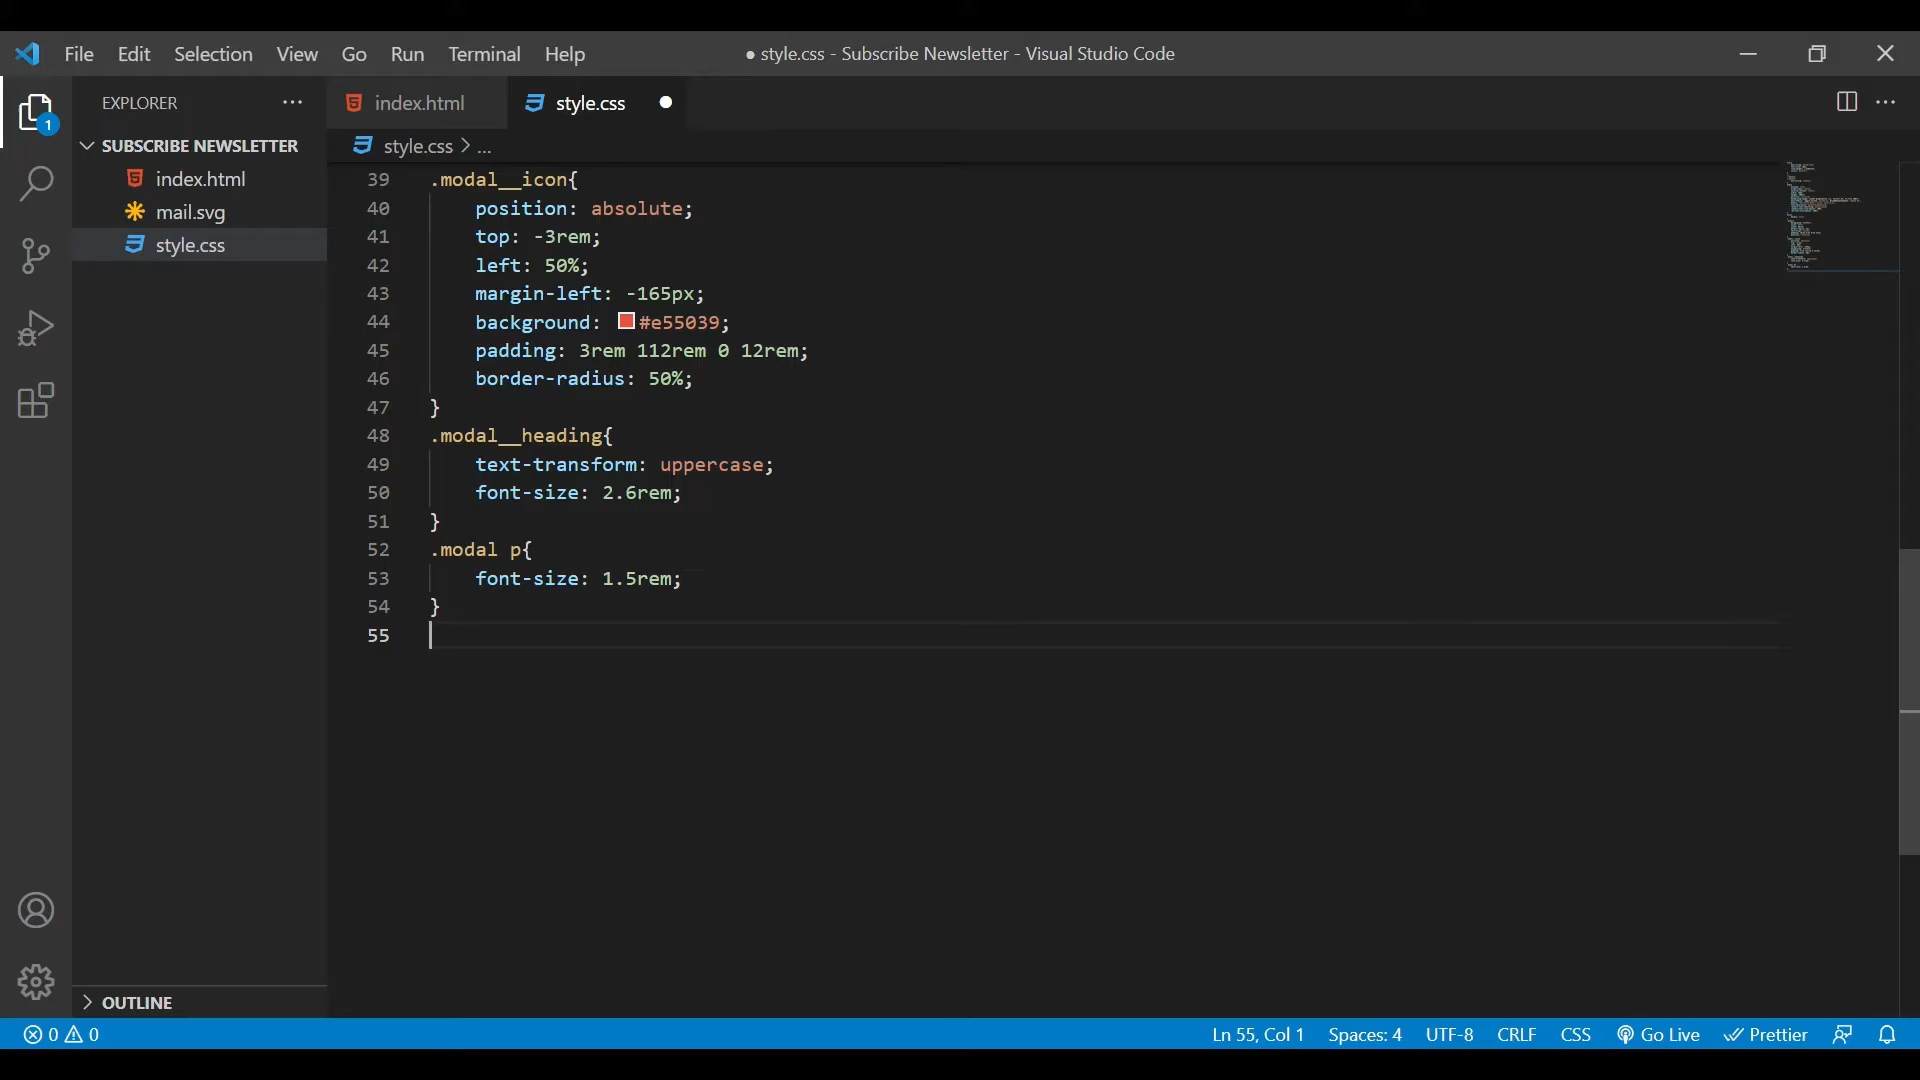 File Edit Selection View Go Run Terminal Help
● style.css - Subscribe Newsletter - Visual Studio Code
EXPLORER
index.html
style.css
SUBSCRIBE NEWSLETTER
style.css > ...
index.html
mail.svg
style.css
1
39 .modal__icon{
40 position: absolute;
41 top: -3rem;
42 left: 50%;
43 margin-left: -165px;
44 background: #e55039;
45 padding: 3rem 112rem 0 12rem;
46 border-radius: 50%;
47 }
48 .modal__heading{
49 text-transform: uppercase;
50 font-size: 2.6rem;
51 }
52 .modal p{
53 font-size: 1.5rem;
54 }
55
OUTLINE
0 0
Ln 55, Col 1 Spaces: 4 UTF-8 CRLF CSS Go Live Prettier